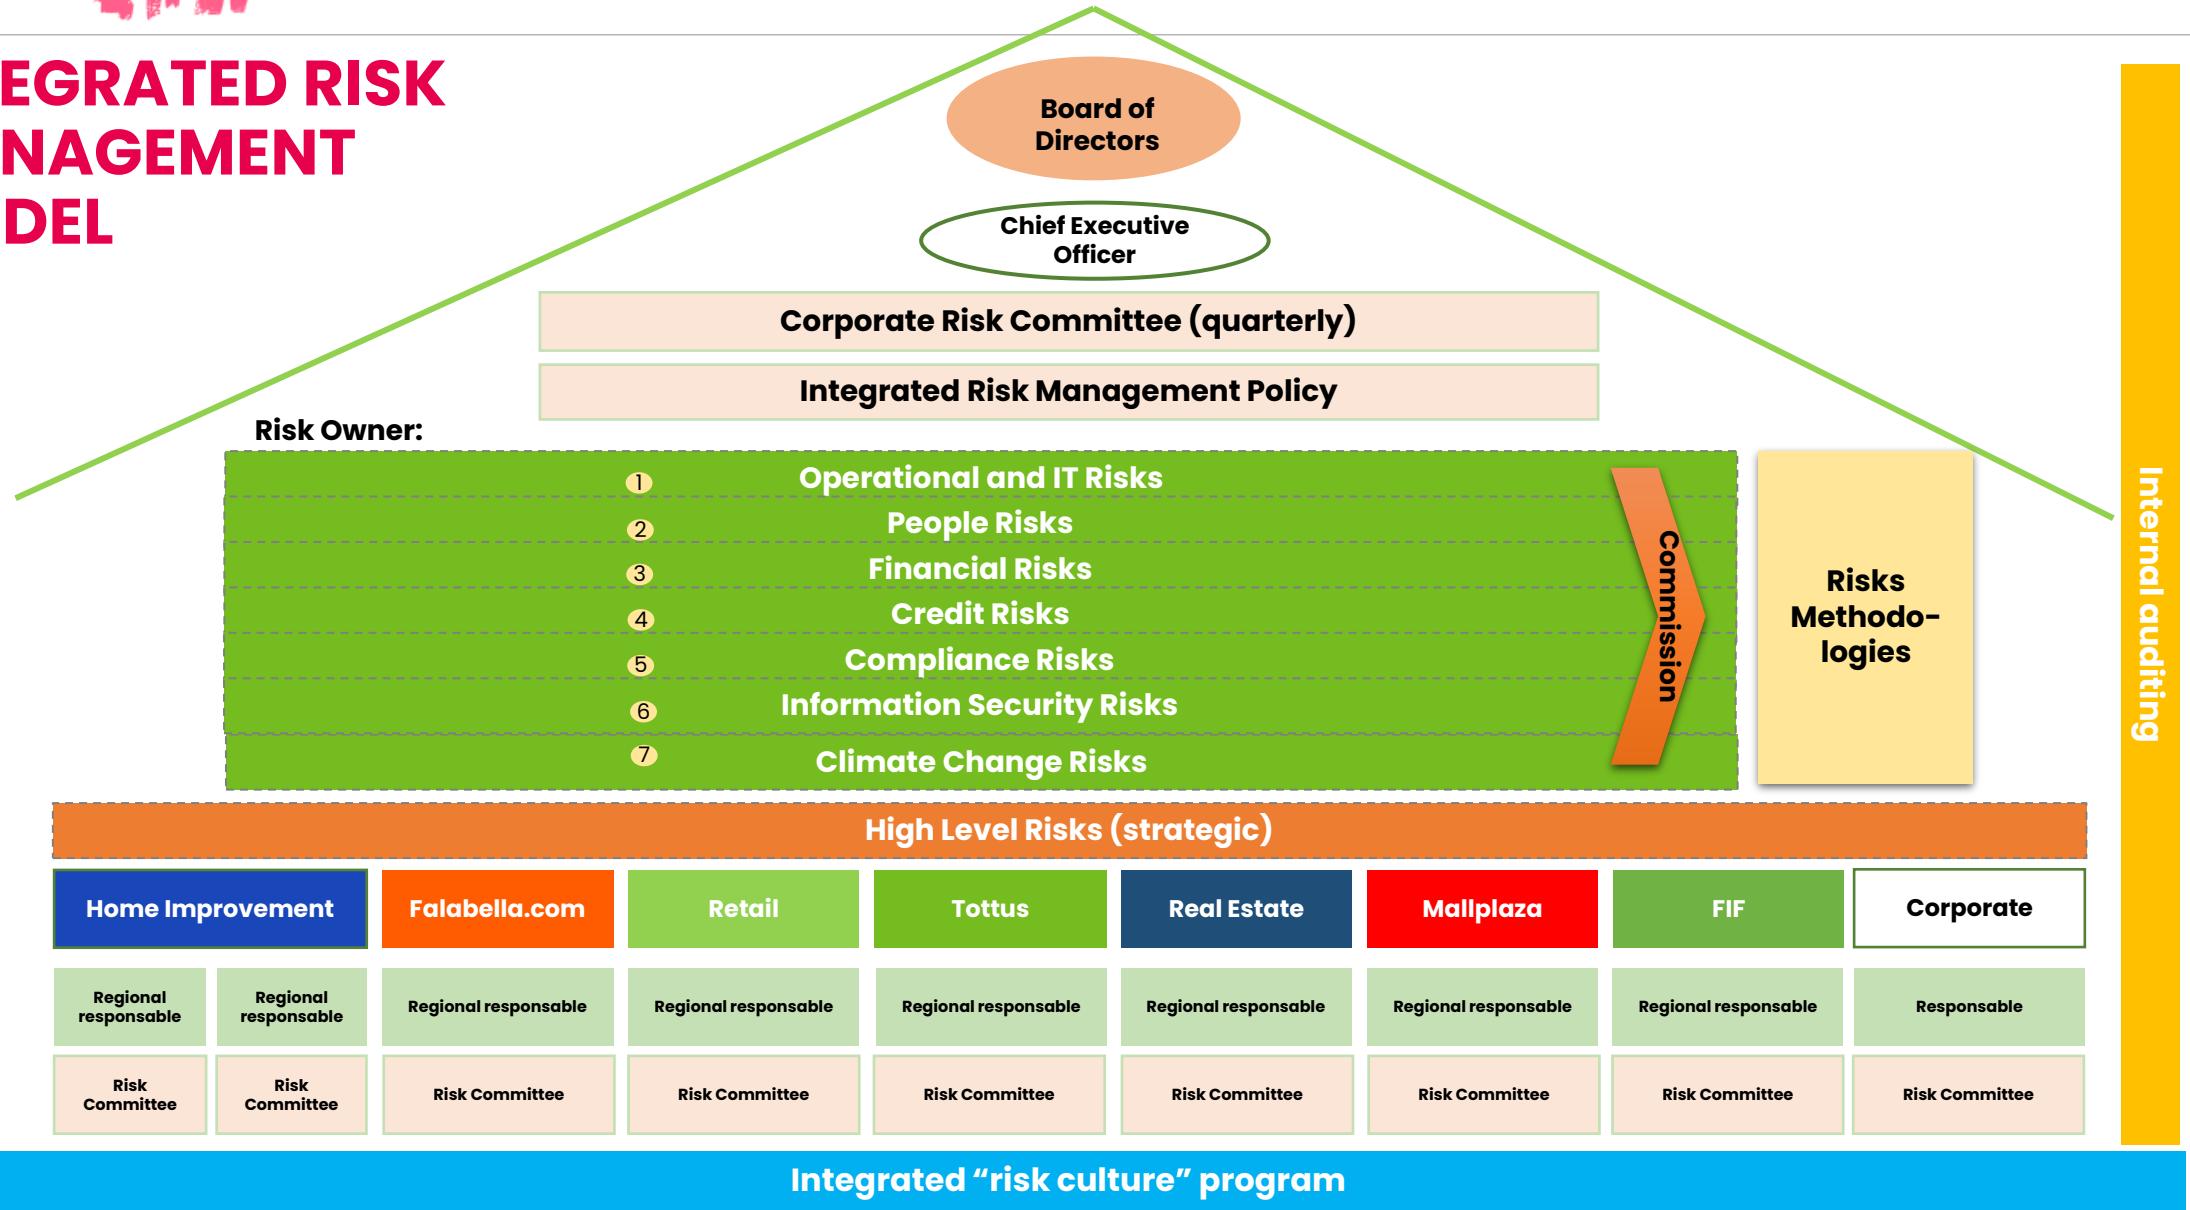 EGRATED RISK
NAGEMENT
DEL
Board of
Directors
Chief Executive
Officer
Corporate Risk Committee (quarterly)
Integrated Risk Management Policy
Risk Owner:
1 Operational and IT Risks
2 People Risks
3 Financial Risks
4 Credit Risks
5 Compliance Risks
6 Information Security Risks
7 Climate Change Risks
Commission
Risks
Methodo-
logies
Internal auditing
High Level Risks (strategic)
Home Improvement Falabella.com Retail Tottus Real Estate Mallplaza FIF Corporate
Regional
responsable
Regional
responsable
Regional responsable Regional responsable Regional responsable Regional responsable Regional responsable Regional responsable Responsable
Risk
Committee
Risk
Committee
Risk Committee Risk Committee Risk Committee Risk Committee Risk Committee Risk Committee Risk Committee
Integrated “risk culture” program